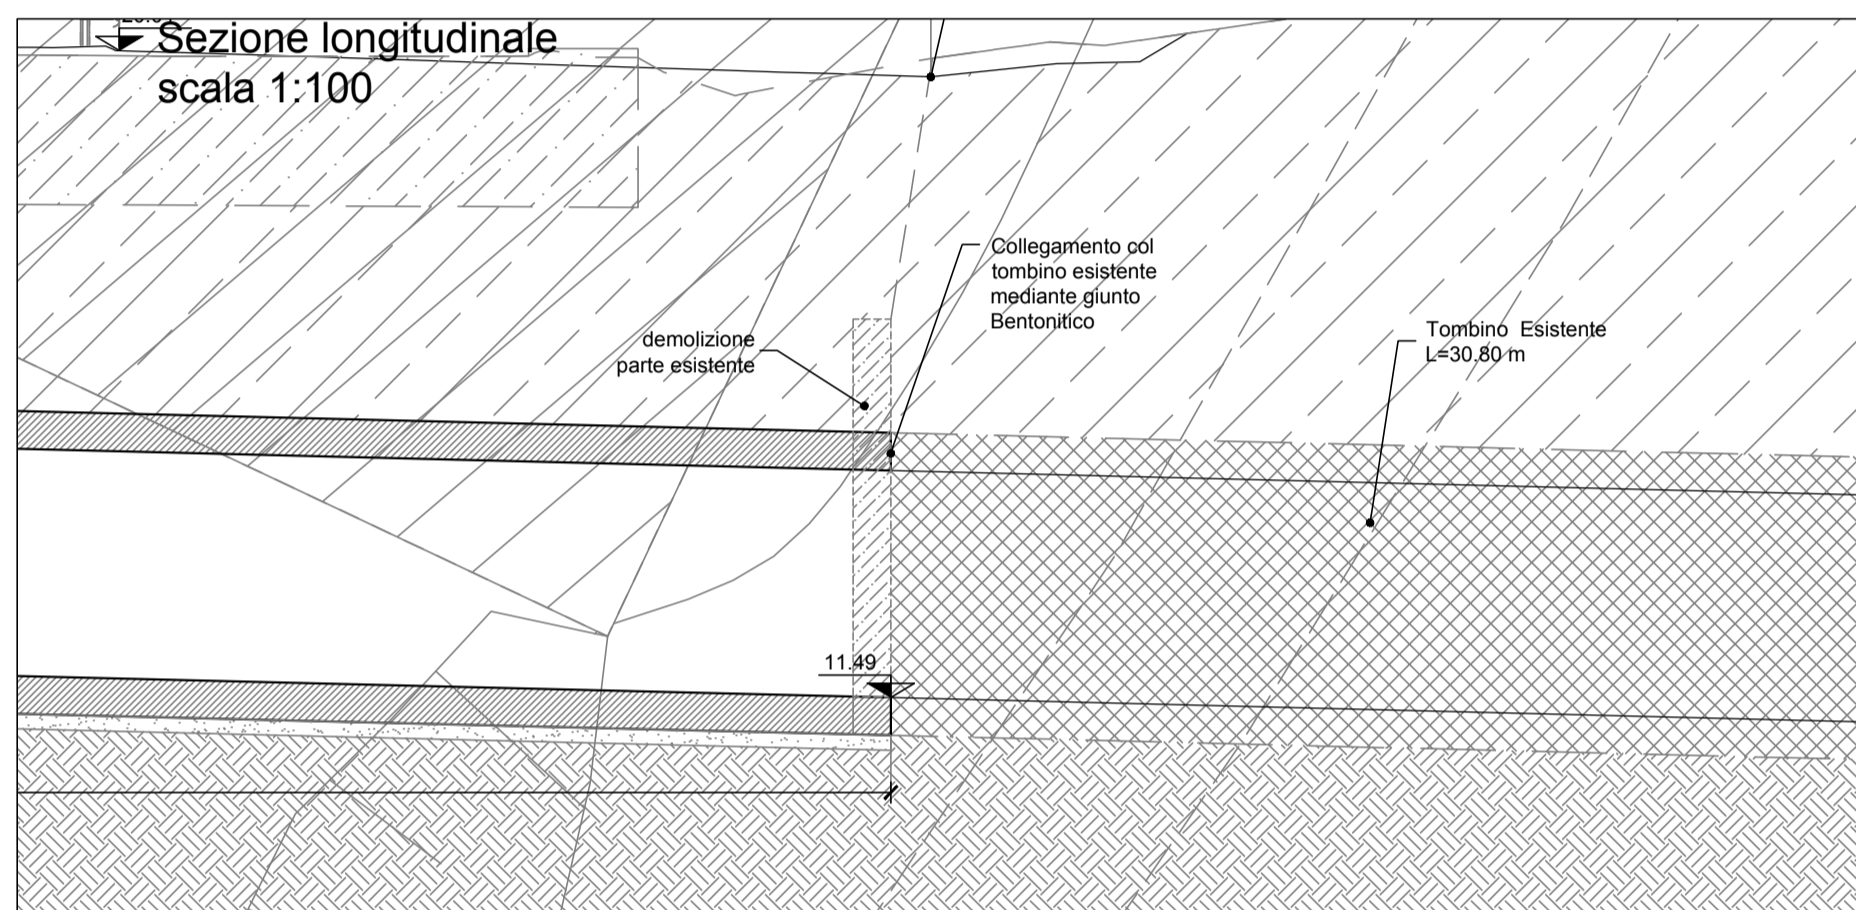 Sezione longitudinale
scala 1:100
Collegamento col
tombino esistente
mediante giunto
Bentonitico
demolizione
parte esistente
Tombino Esistente
L=30.80 m
11.49